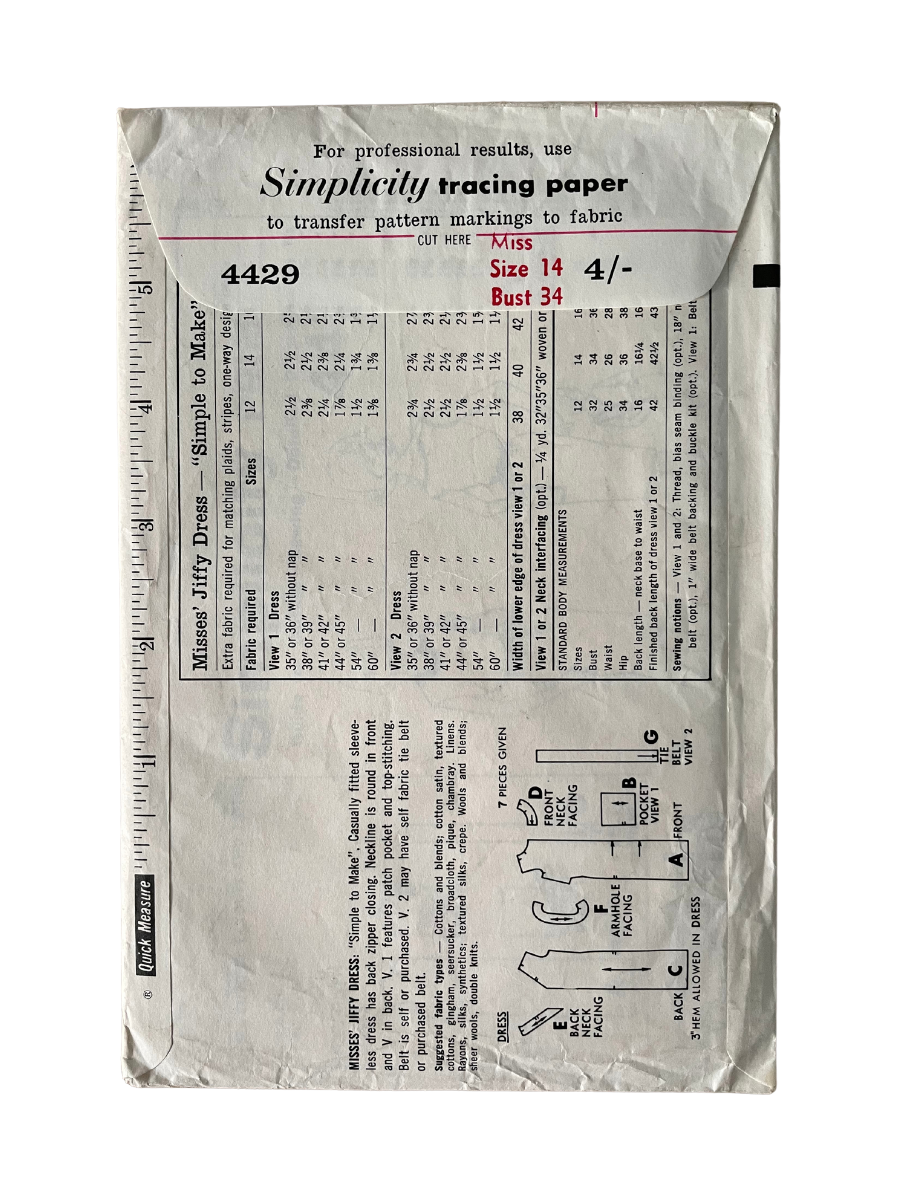 For professional results, use
Simplicity tracing paper
to transfer pattern markings to fabric
CUT HERE
Miss
4429 Size 14 4/-
Bust 34
® Quick Measure 1 2 3 4 5
Misses' Jiffy Dress — "Simple to Make"
Extra fabric required for matching plaids, stripes, one-way
Fabric required Sizes 12 14
View 1 Dress
35" or 36" without nap 2½ 2½
38" or 39" " " 2⅜ 2½
41" or 42" " " 2¼ 2⅜
44" or 45" " " 1⅞ 2¼
54" — " " 1½ 1¾
60" — " " 1⅜ 1⅜
View 2 Dress
35" or 36" without nap 2¾ 2¾
38" or 39" " " 2½ 2½
41" or 42" " " 2½ 2½
44" or 45" " " 1⅞ 2⅜
54" — " " 1½ 1½
60" — " " 1½ 1½
Width of lower edge of dress view 1 or 2 38 40 42
View 1 or 2 Neck interfacing (opt.) — ¼ yd. 32"35"36" woven or
STANDARD BODY MEASUREMENTS
Sizes 12 14 16
Bust 32 34 36
Waist 25 26 28
Hip 34 36 38
Back length — neck base to waist 16 16¼
Finished back length of dress view 1 or 2 42 42½ 43
Sewing notions — View 1 and 2: Thread, bias seam binding (opt.), 18"
belt (opt.), 1" wide belt backing and buckle kit (opt.). View 1: Belt
MISSES' JIFFY DRESS: "Simple to Make". Casually fitted sleeve-
less dress has back zipper closing. Neckline is round in front
and V in back. V. 1 features patch pocket and top-stitching.
Belt is self or purchased. V. 2 may have self fabric tie belt
or purchased belt.
Suggested fabric types — Cottons and blends; cotton satin, textured
cottons, gingham, seersucker, broadcloth, pique, chambray. Linens.
Rayons, silks, synthetics; textured silks, crepe. Wools and blends;
sheer wools, double knits.
DRESS 7 PIECES GIVEN
E
BACK
NECK
FACING
C
BACK
F
ARMHOLE
FACING
A
FRONT
D
FRONT
NECK
FACING
B
POCKET
VIEW 1
G
TIE
BELT
VIEW 2
3" HEM ALLOWED IN DRESS